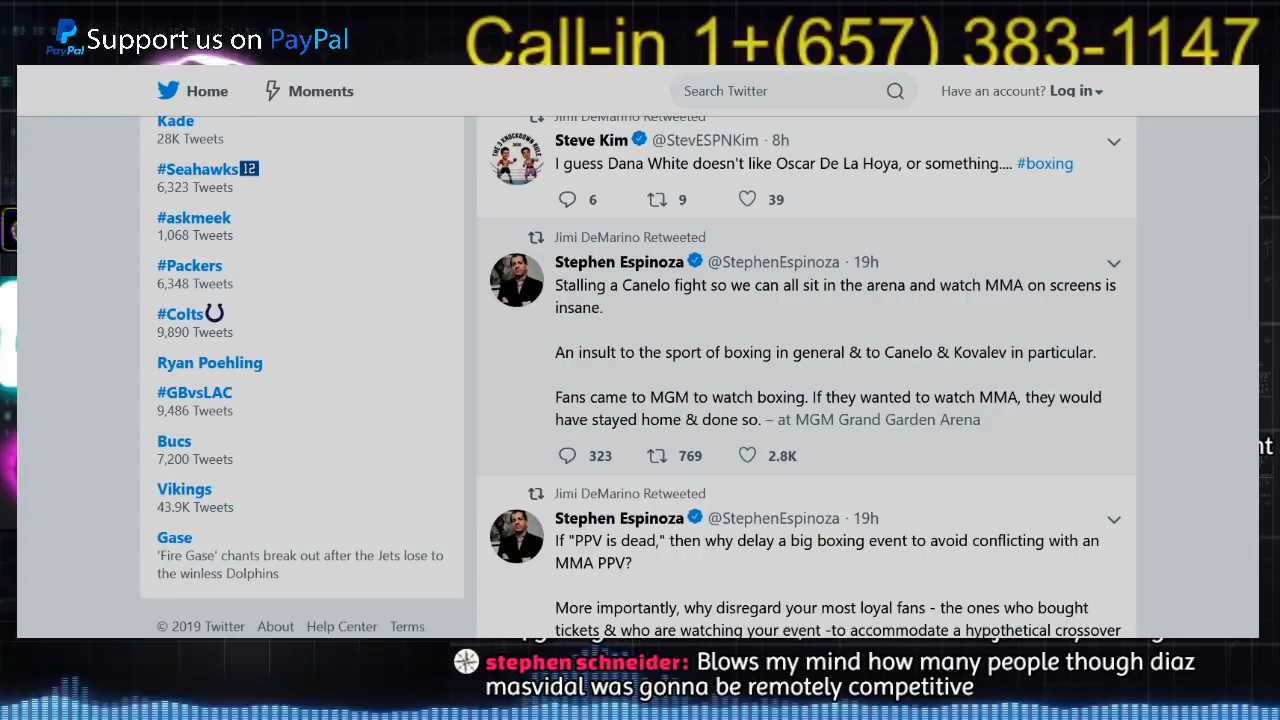 PayPal
Support us on PayPal
Call-in 1+(657) 383-1147
Home
Moments
Search Twitter
Have an account? Log in
Kade
28K Tweets
#Seahawks 12
6,323 Tweets
#askmeek
1,068 Tweets
#Packers
6,348 Tweets
#Colts
9,890 Tweets
Ryan Poehling
#GBvsLAC
9,486 Tweets
Bucs
7,200 Tweets
Vikings
43.9K Tweets
Gase
'Fire Gase' chants break out after the Jets lose to
the winless Dolphins
© 2019 Twitter About Help Center Terms
Jimi DeMarino Retweeted
Steve Kim @StevESPNKim · 8h
I guess Dana White doesn't like Oscar De La Hoya, or something.... #boxing
6 9 39
Jimi DeMarino Retweeted
Stephen Espinoza @StephenEspinoza · 19h
Stalling a Canelo fight so we can all sit in the arena and watch MMA on screens is
insane.
An insult to the sport of boxing in general & to Canelo & Kovalev in particular.
Fans came to MGM to watch boxing. If they wanted to watch MMA, they would
have stayed home & done so. – at MGM Grand Garden Arena
323 769 2.8K
Jimi DeMarino Retweeted
Stephen Espinoza @StephenEspinoza · 19h
If "PPV is dead," then why delay a big boxing event to avoid conflicting with an
MMA PPV?
More importantly, why disregard your most loyal fans - the ones who bought
tickets & who are watching your event -to accommodate a hypothetical crossover
stephen schneider: Blows my mind how many people though diaz
masvidal was gonna be remotely competitive